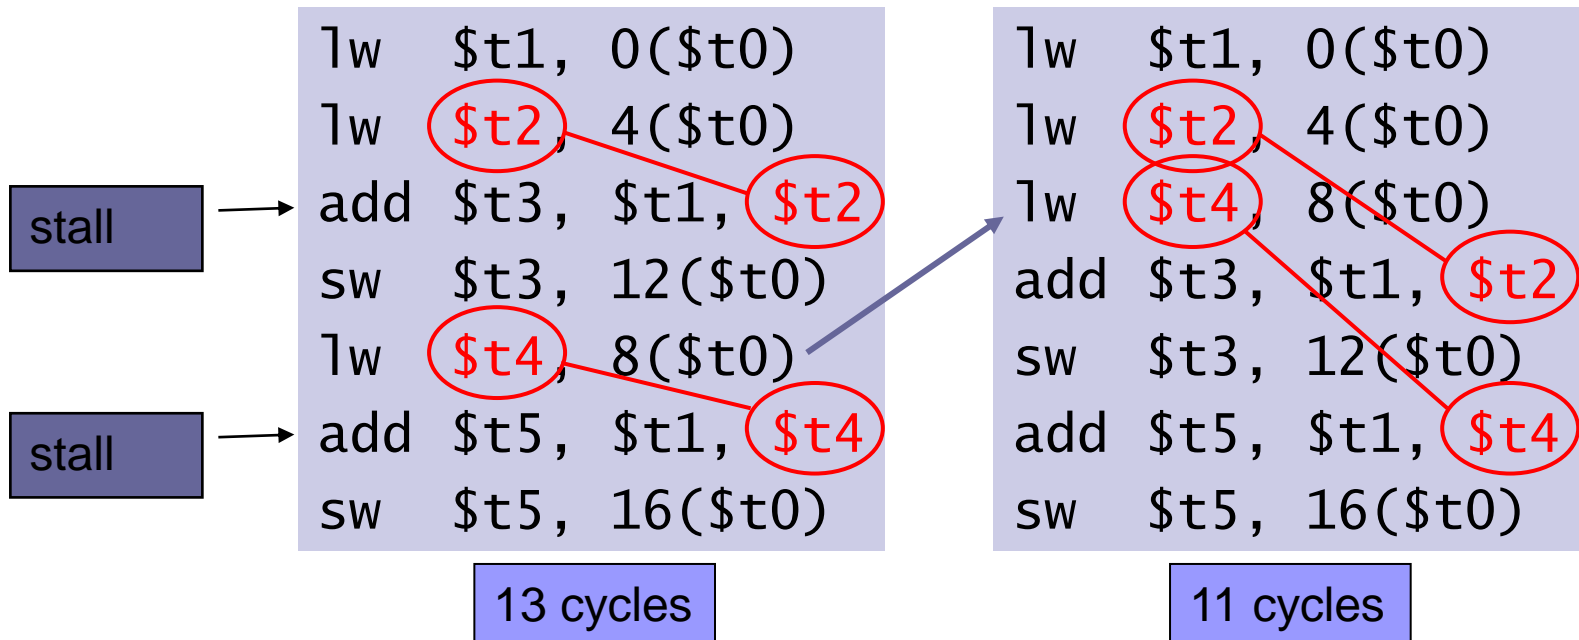 lw $t1, 0($t0)
lw $t2, 4($t0)
stall
add $t3, $t1, $t2
sw $t3, 12($t0)
lw $t4, 8($t0)
stall
add $t5, $t1, $t4
sw $t5, 16($t0)
13 cycles
lw $t1, 0($t0)
lw $t2, 4($t0)
lw $t4, 8($t0)
add $t3, $t1, $t2
sw $t3, 12($t0)
add $t5, $t1, $t4
sw $t5, 16($t0)
11 cycles